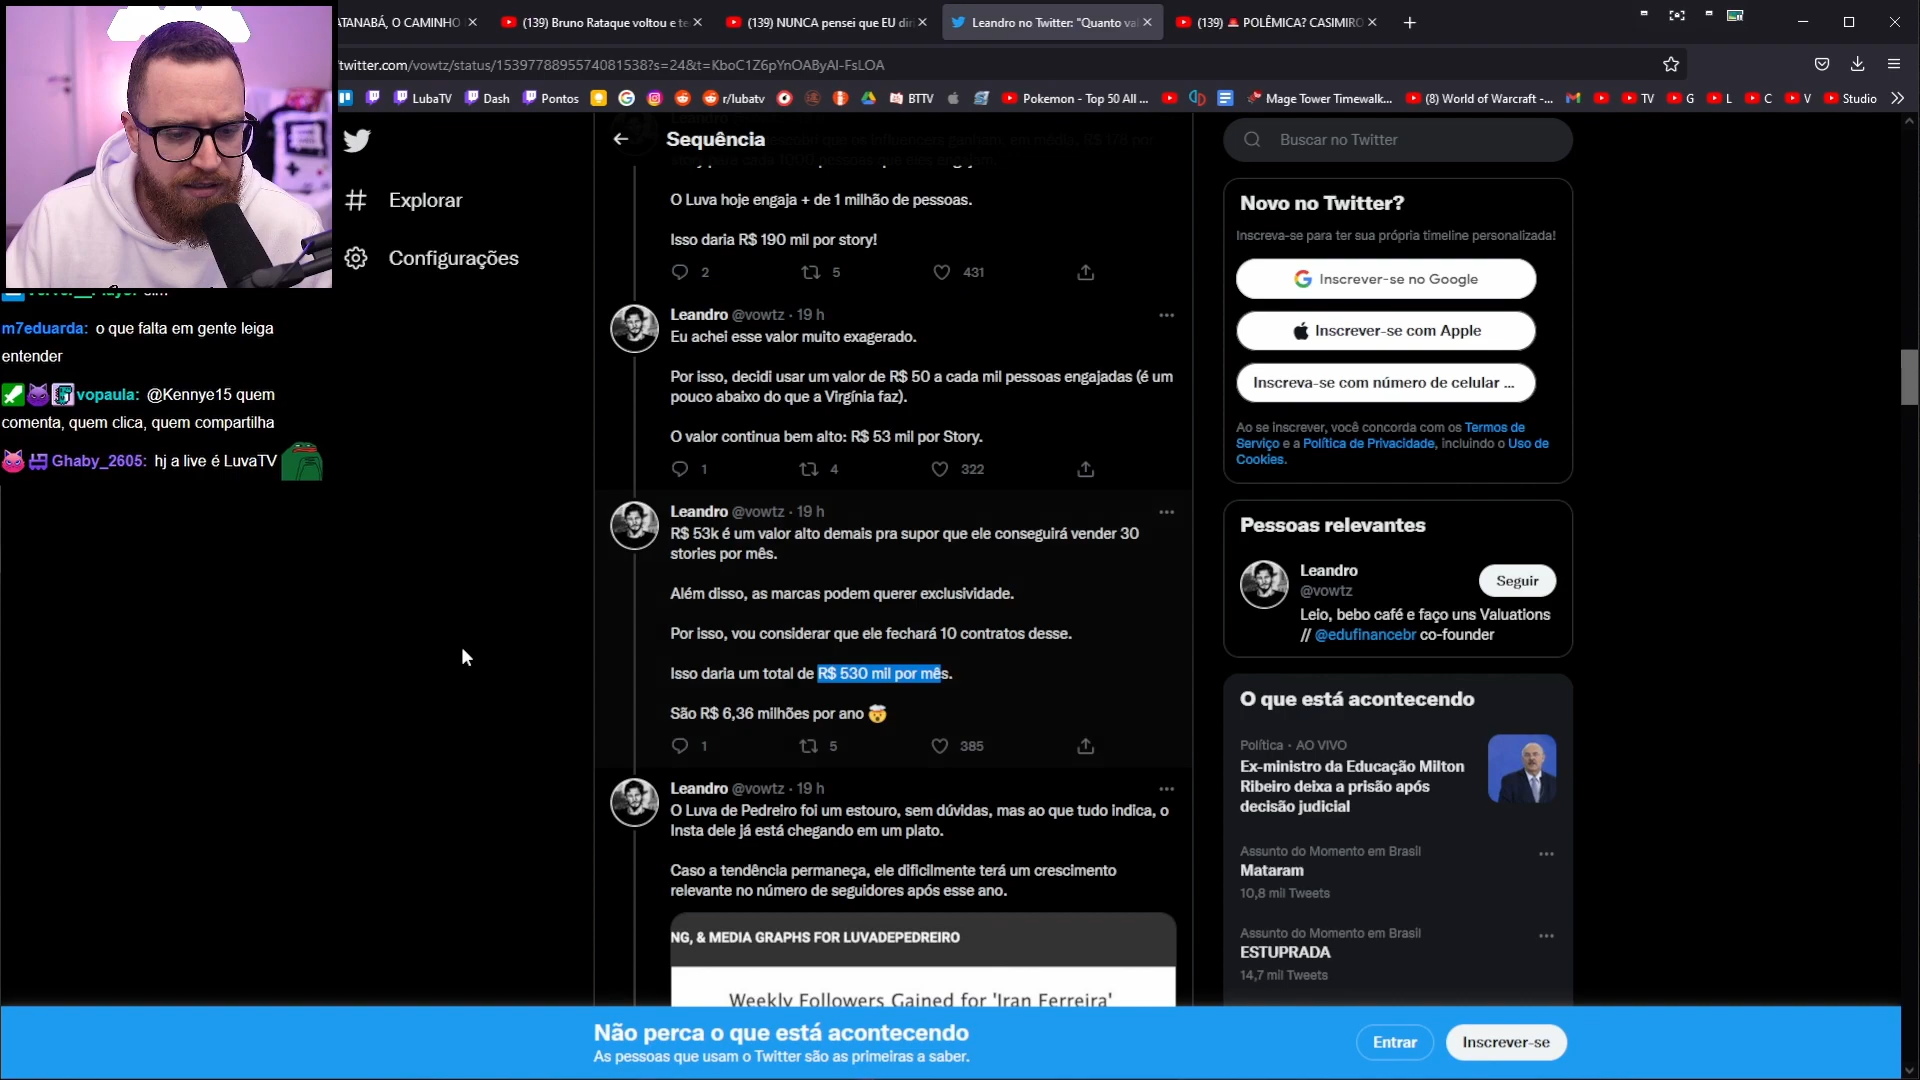 ATANABÁ, O CAMINHO
(139) Bruno Rataque voltou e te
(139) NUNCA pensei que EU din
Leandro no Twitter: "Quanto va
(139) 🚨 POLÊMICA? CASIMIRO
twitter.com/vowtz/status/1539778895574081538?s=24&t=KboC1Z6pYnOAByAI-FsLOA
LubaTV
Dash
Pontos
r/lubatv
BTTV
Pokemon - Top 50 All ...
Mage Tower Timewalk...
(8) World of Warcraft -...
TV
G
L
C
V
Studio
m7eduarda: o que falta em gente leiga
entender
vopaula: @Kennye15 quem
comenta, quem clica, quem compartilha
Ghaby_2605: hj a live é LuvaTV
Explorar
Configurações
Sequência
O Luva hoje engaja + de 1 milhão de pessoas.
Isso daria R$ 190 mil por story!
2
5
431
Leandro @vowtz · 19 h
Eu achei esse valor muito exagerado.
Por isso, decidi usar um valor de R$ 50 a cada mil pessoas engajadas (é um
pouco abaixo do que a Virgínia faz).
O valor continua bem alto: R$ 53 mil por Story.
1
4
322
Leandro @vowtz · 19 h
R$ 53k é um valor alto demais pra supor que ele conseguirá vender 30
stories por mês.
Além disso, as marcas podem querer exclusividade.
Por isso, vou considerar que ele fechará 10 contratos desse.
Isso daria um total de R$ 530 mil por mês.
São R$ 6,36 milhões por ano 🤯
1
5
385
Leandro @vowtz · 19 h
O Luva de Pedreiro foi um estouro, sem dúvidas, mas ao que tudo indica, o
Insta dele já está chegando em um plato.
Caso a tendência permaneça, ele dificilmente terá um crescimento
relevante no número de seguidores após esse ano.
NG, & MEDIA GRAPHS FOR LUVADEPEDREIRO
Weekly Followers Gained for 'Iran Ferreira'
Buscar no Twitter
Novo no Twitter?
Inscreva-se para ter sua própria timeline personalizada!
Inscrever-se no Google
Inscrever-se com Apple
Inscreva-se com número de celular ...
Ao se inscrever, você concorda com os Termos de
Serviço e a Política de Privacidade, incluindo o Uso de
Cookies.
Pessoas relevantes
Leandro
@vowtz
Seguir
Leio, bebo café e faço uns Valuations
// @edufinancebr co-founder
O que está acontecendo
Política · AO VIVO
Ex-ministro da Educação Milton
Ribeiro deixa a prisão após
decisão judicial
Assunto do Momento em Brasil
Mataram
10,8 mil Tweets
Assunto do Momento em Brasil
ESTUPRADA
14,7 mil Tweets
Não perca o que está acontecendo
As pessoas que usam o Twitter são as primeiras a saber.
Entrar
Inscrever-se